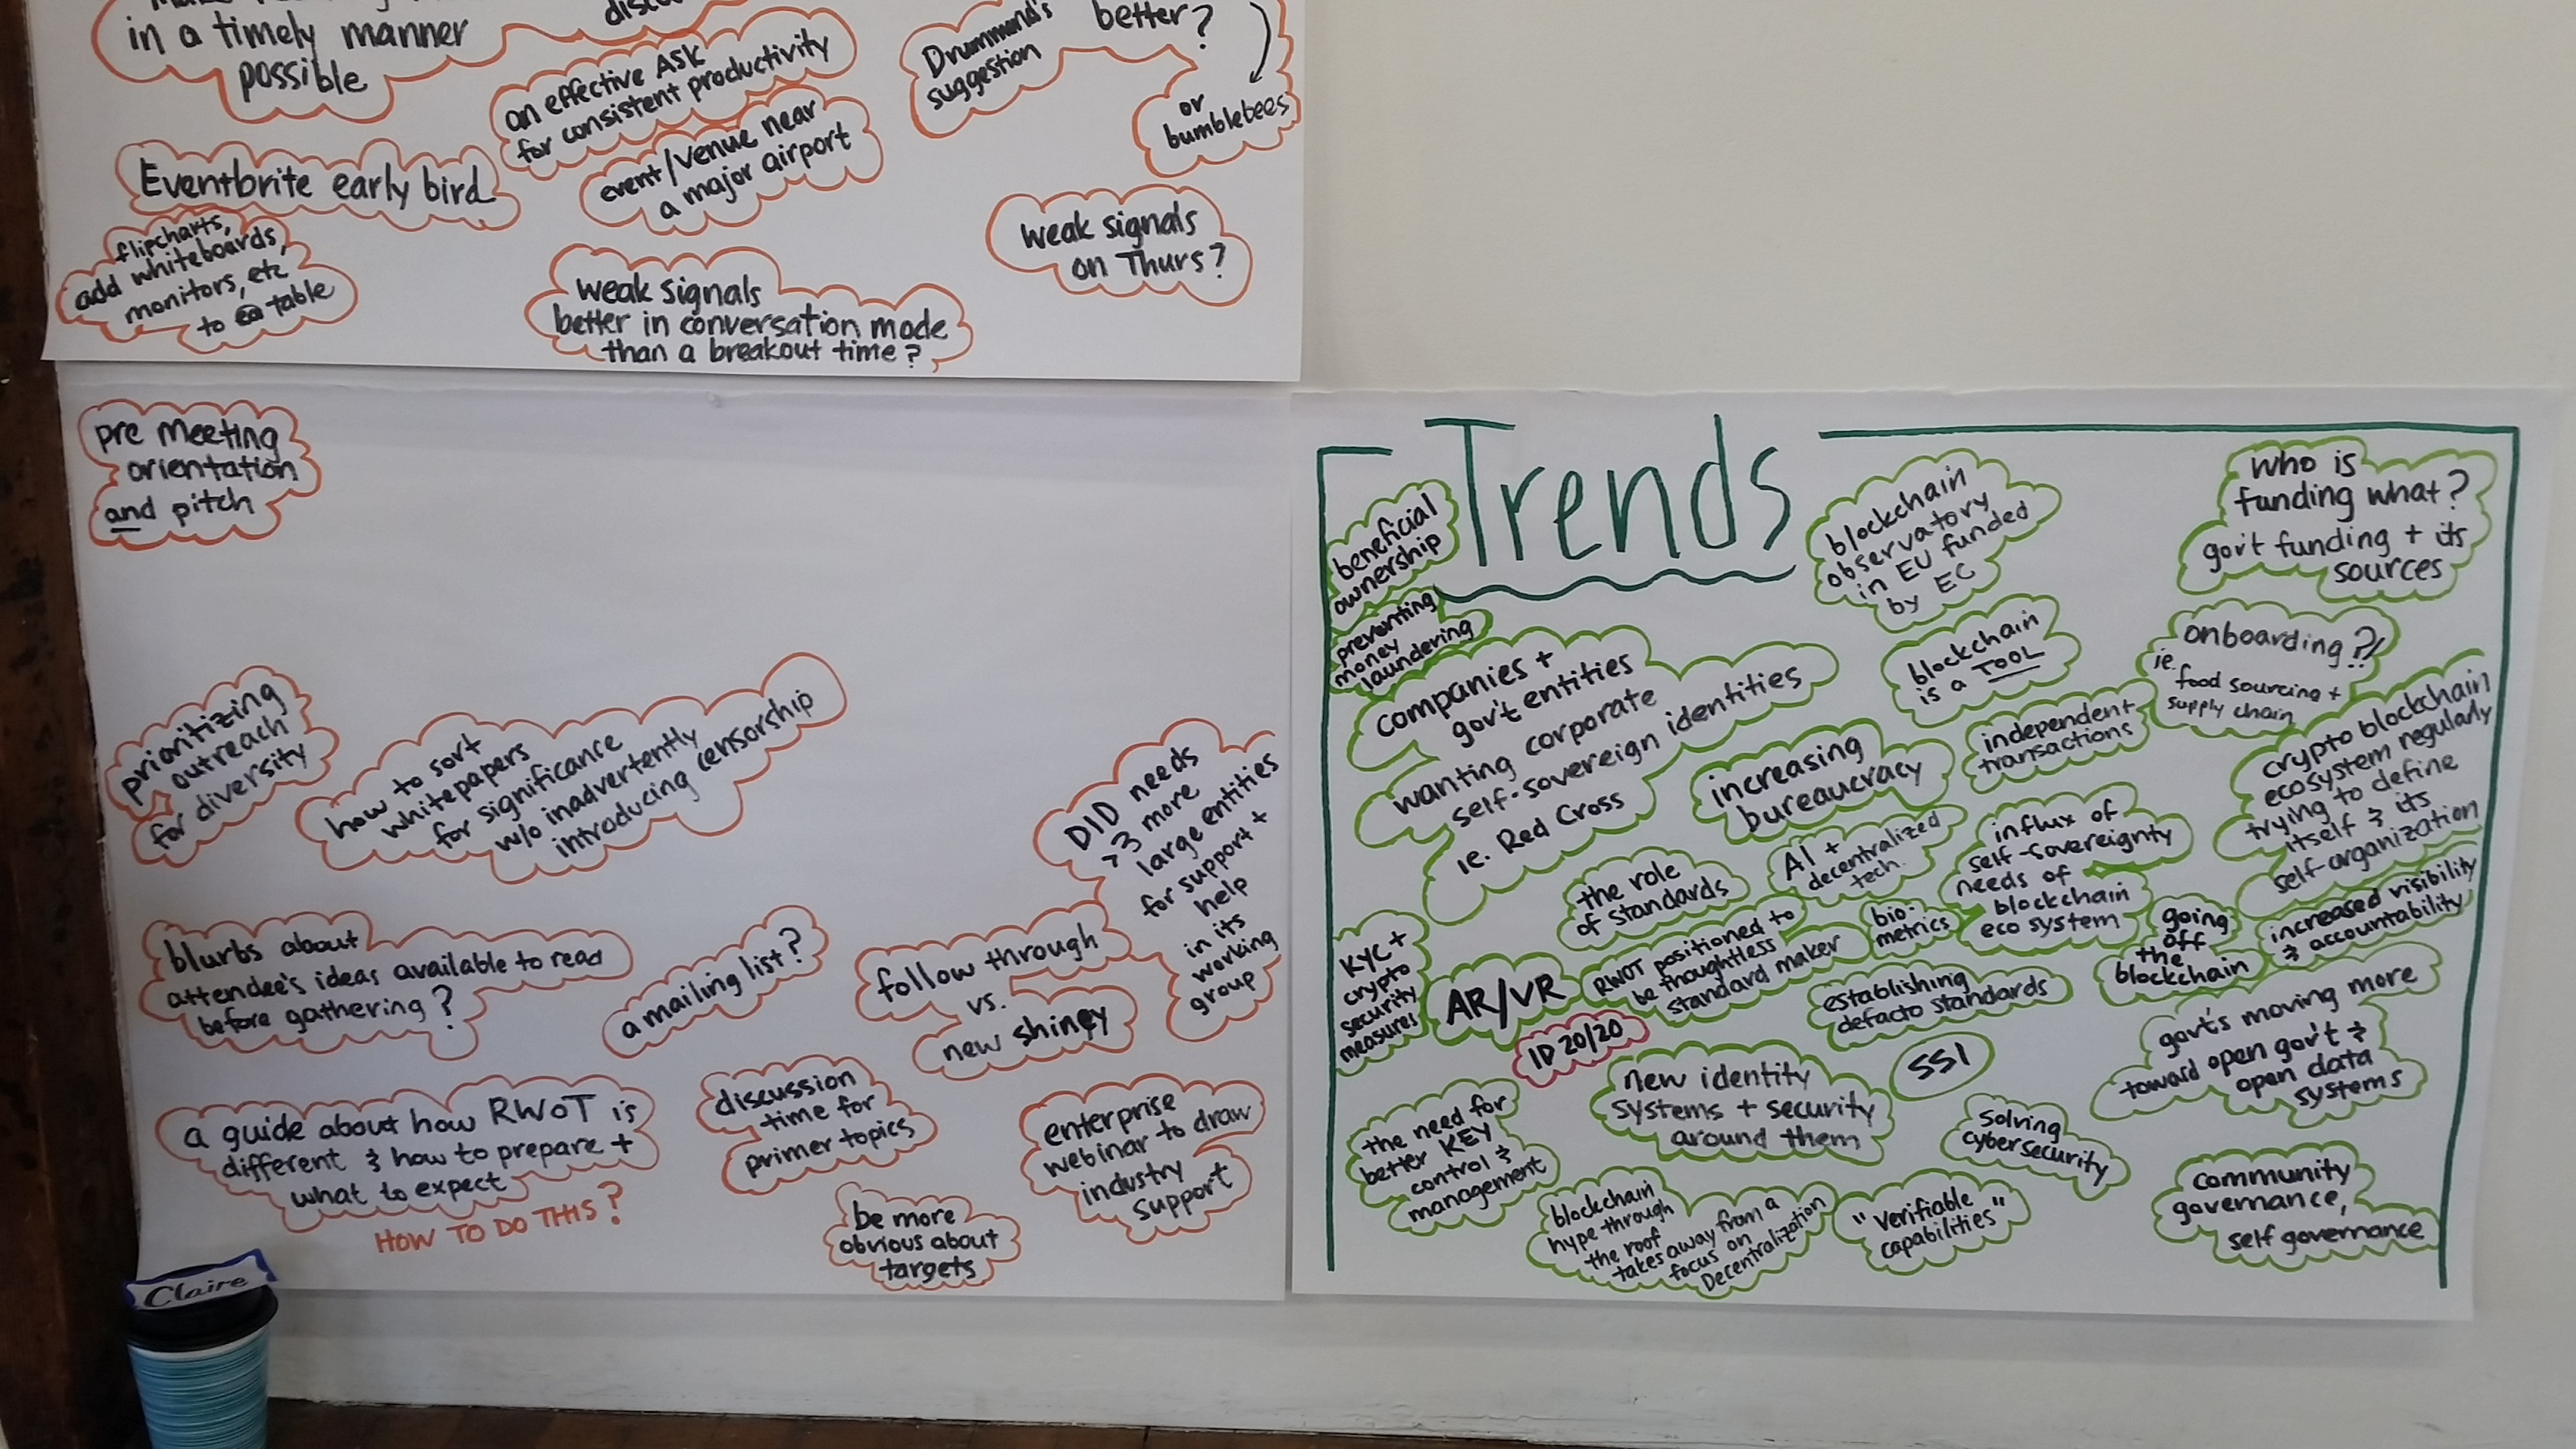 in a timely manner
possible
an effective ASK
for consistent productivity
Drummond's
suggestion
better?
or
bumblebees
Eventbrite early bird
event/venue near
a major airport
flipcharts,
add whiteboards,
monitors, etc
to ea table
weak signals
better in conversation mode
than a breakout time?
weak signals
on Thurs?
pre meeting
orientation
and pitch
prioritizing
outreach
for diversity
how to sort
whitepapers
for significance
w/o inadvertently
introducing censorship
DID needs
>3 more
large entities
for support +
help
in its
working
group
blurbs about
attendee's ideas available to read
before gathering?
a mailing list?
follow through
vs.
new shiney
a guide about how RWoT is
different & how to prepare +
what to expect
HOW TO DO THIS?
discussion
time for
primer topics
be more
obvious about
targets
enterprise
webinar to draw
industry
support
Claire
Trends
beneficial
ownership
preventing
money
laundering
blockchain
observatory
in EU funded
by EC
who is
funding what?
gov't funding + its
sources
companies +
gov't entities
wanting corporate
self-sovereign identities
ie. Red Cross
blockchain
is a TOOL
onboarding?!
ie.
food sourcing +
supply chain
increasing
bureaucracy
independent
transactions
crypto blockchain
ecosystem regularly
trying to define
itself & its
self-organization
the role
of standards
AI +
decentralized
tech.
influx of
self-sovereignty
needs of
blockchain
eco system
KYC +
crypto
security
measures
AR/VR
RWOT positioned to
be thoughtless
standard maker
bio-
metrics
going
off
the
blockchain
increased visibility
& accountability
ID 20/20
establishing
defacto standards
SSI
gov't's moving more
toward open gov't &
open data
systems
the need for
better KEY
control &
management
new identity
systems + security
around them
solving
cybersecurity
blockchain
hype through
the roof
takes away from a
focus on
Decentralization
"verifiable
capabilities"
community
governance,
self governance